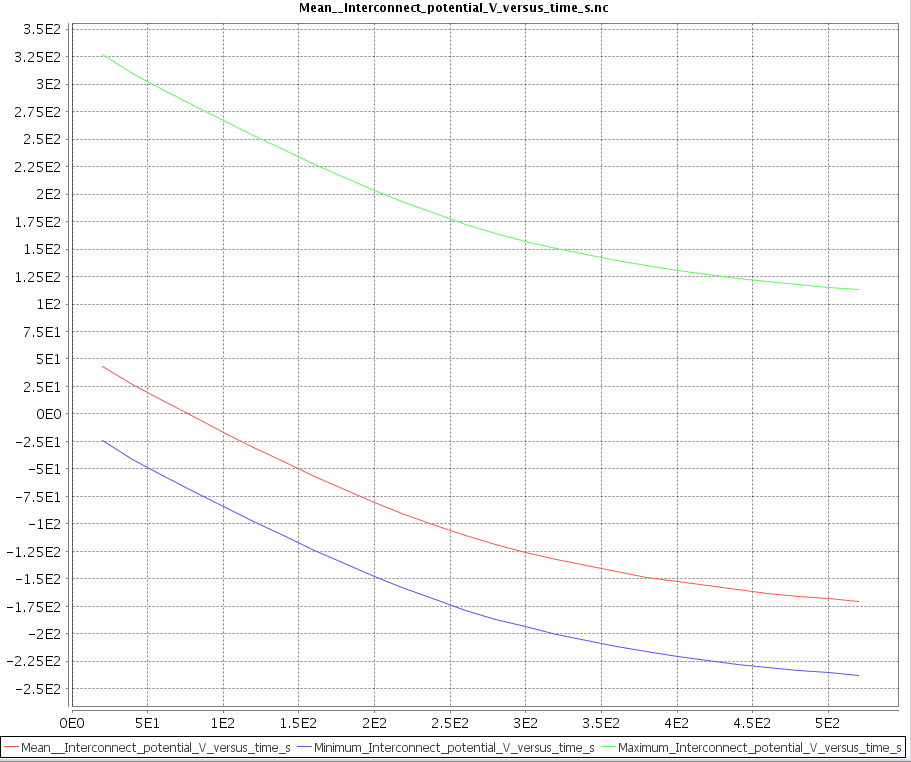 Mean__Interconnect_potential_V_versus_time_s.nc
3.5E2
3.25E2
3E2
2.75E2
2.5E2
2.25E2
2E2
1.75E2
1.5E2
1.25E2
1E2
7.5E1
5E1
2.5E1
0E0
-2.5E1
-5E1
-7.5E1
-1E2
-1.25E2
-1.5E2
-1.75E2
-2E2
-2.25E2
-2.5E2
0E0 5E1 1E2 1.5E2 2E2 2.5E2 3E2 3.5E2 4E2 4.5E2 5E2
Mean__Interconnect_potential_V_versus_time_s Minimum_Interconnect_potential_V_versus_time_s Maximum_Interconnect_potential_V_versus_time_s